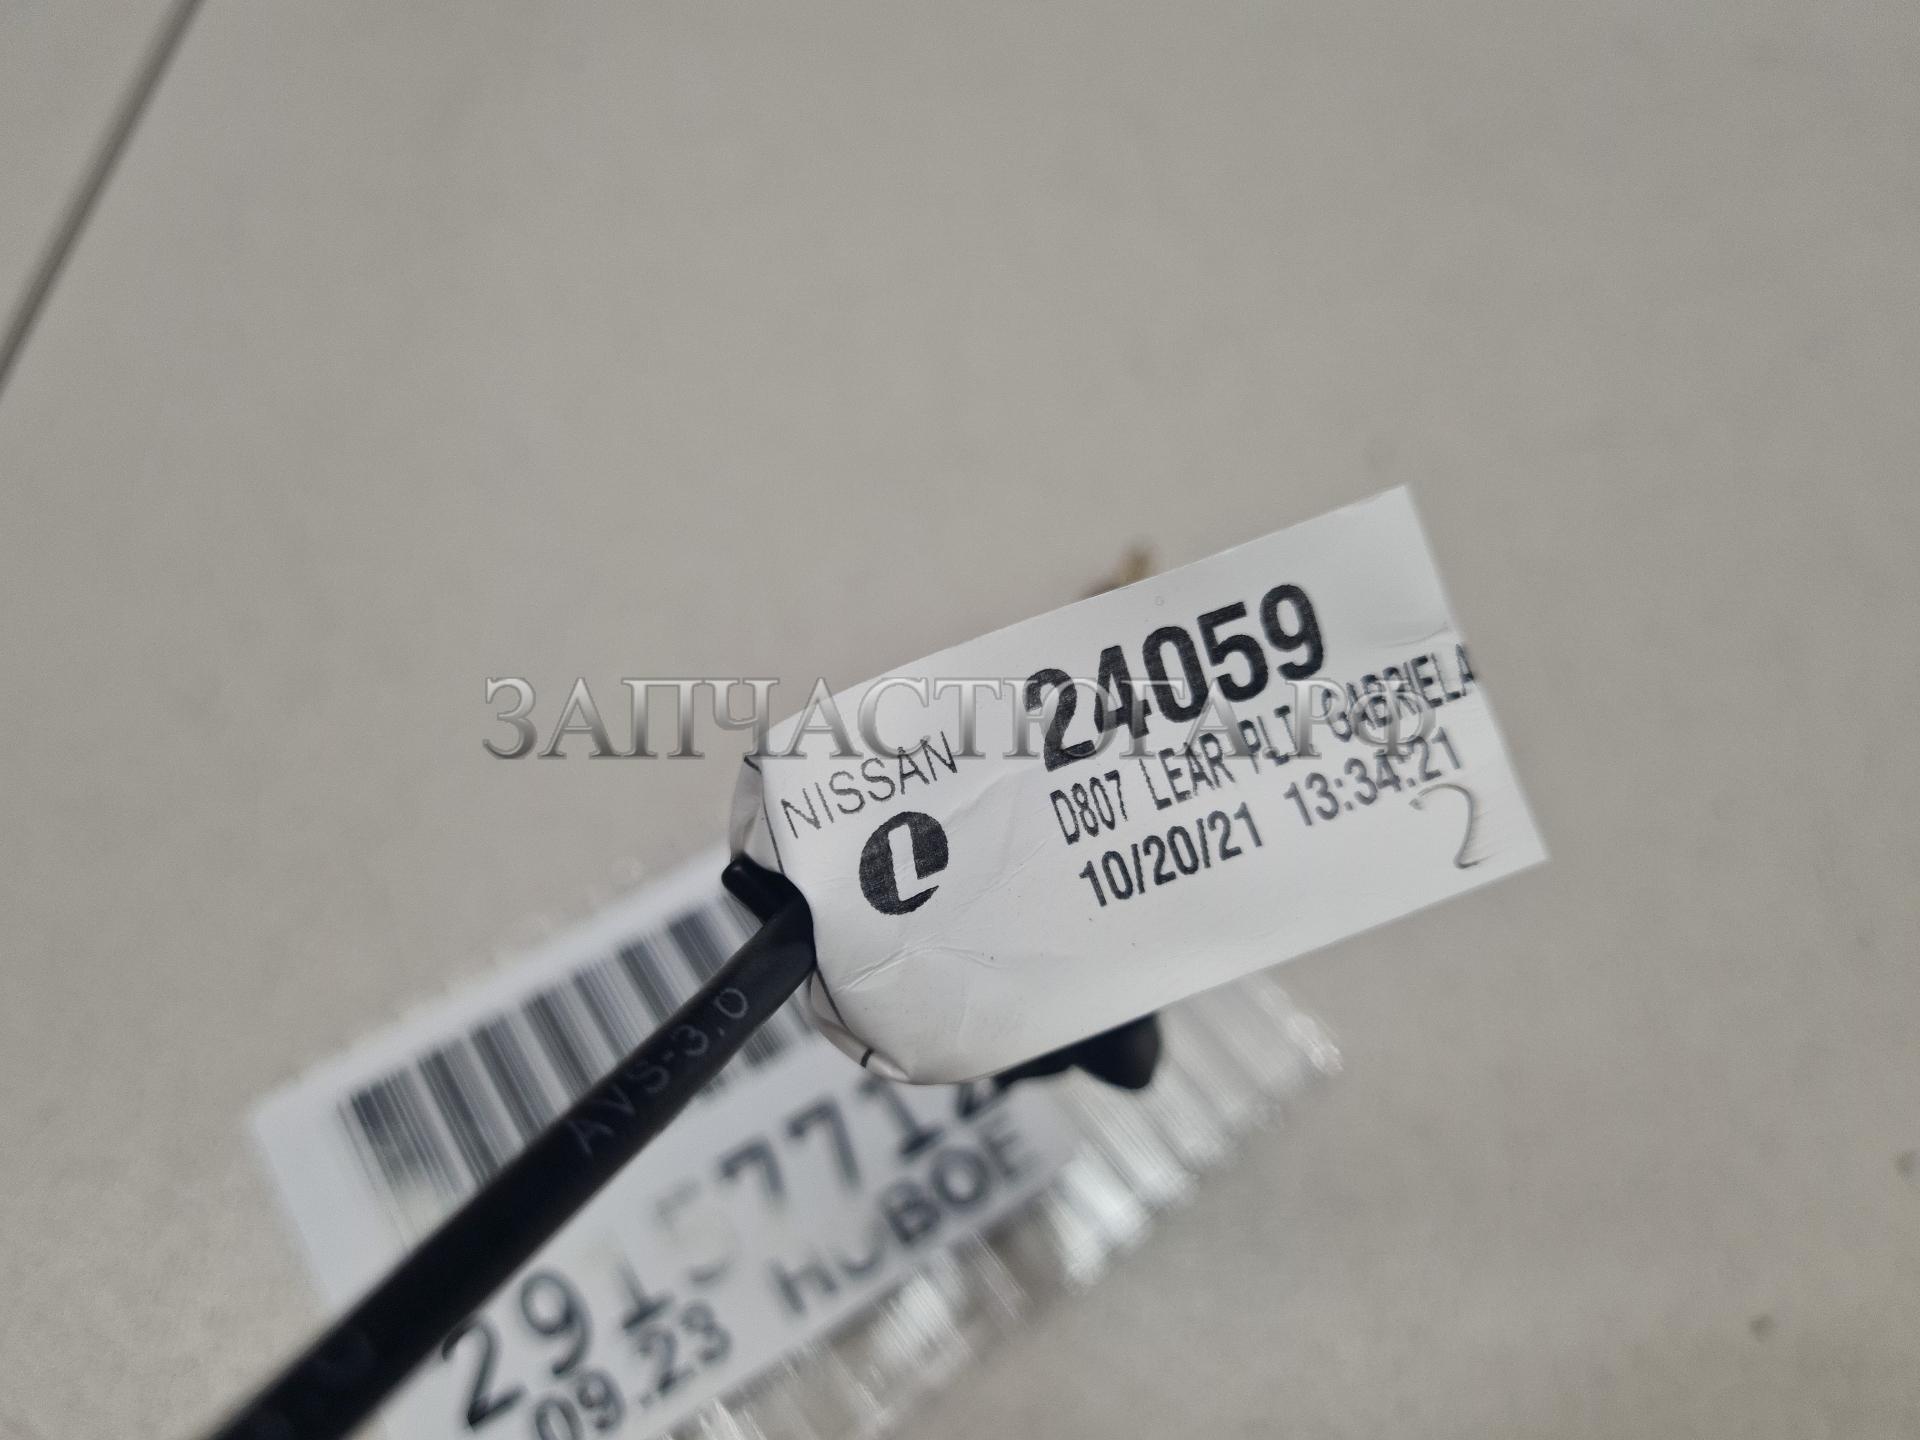 24059
ЗАПЧАСТЮГА.РФ
NISSAN
D807 LEAR PLT GABRIELA
10/20/21 13:34:21
2
AVS-3.0
09.23 НОВОЕ